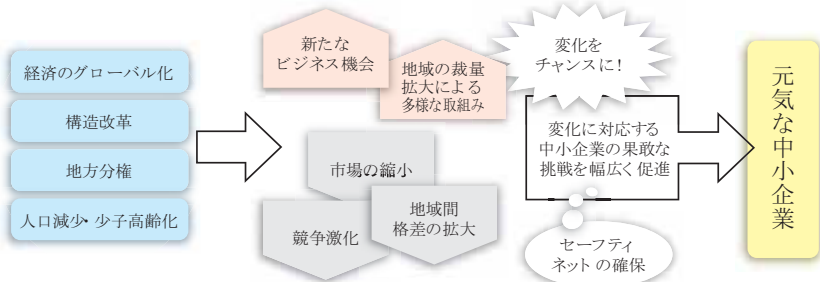 経済のグローバル化
構造改革
地方分権
人口減少・少子高齢化
新たな
ビジネス機会
地域の裁量
拡大による
多様な取組み
市場の縮小
競争激化
地域間
格差の拡大
変化を
チャンスに!
変化に対応する
中小企業の果敢な
挑戦を幅広く促進
セーフティ
ネットの確保
元気な中小企業